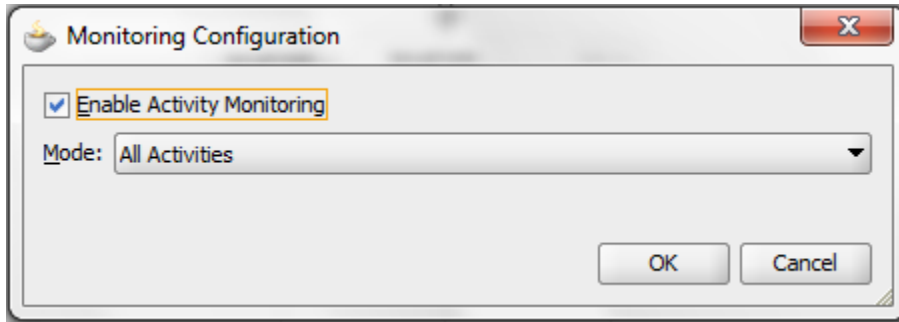 Monitoring Configuration
Enable Activity Monitoring
Mode: All Activities
OK Cancel